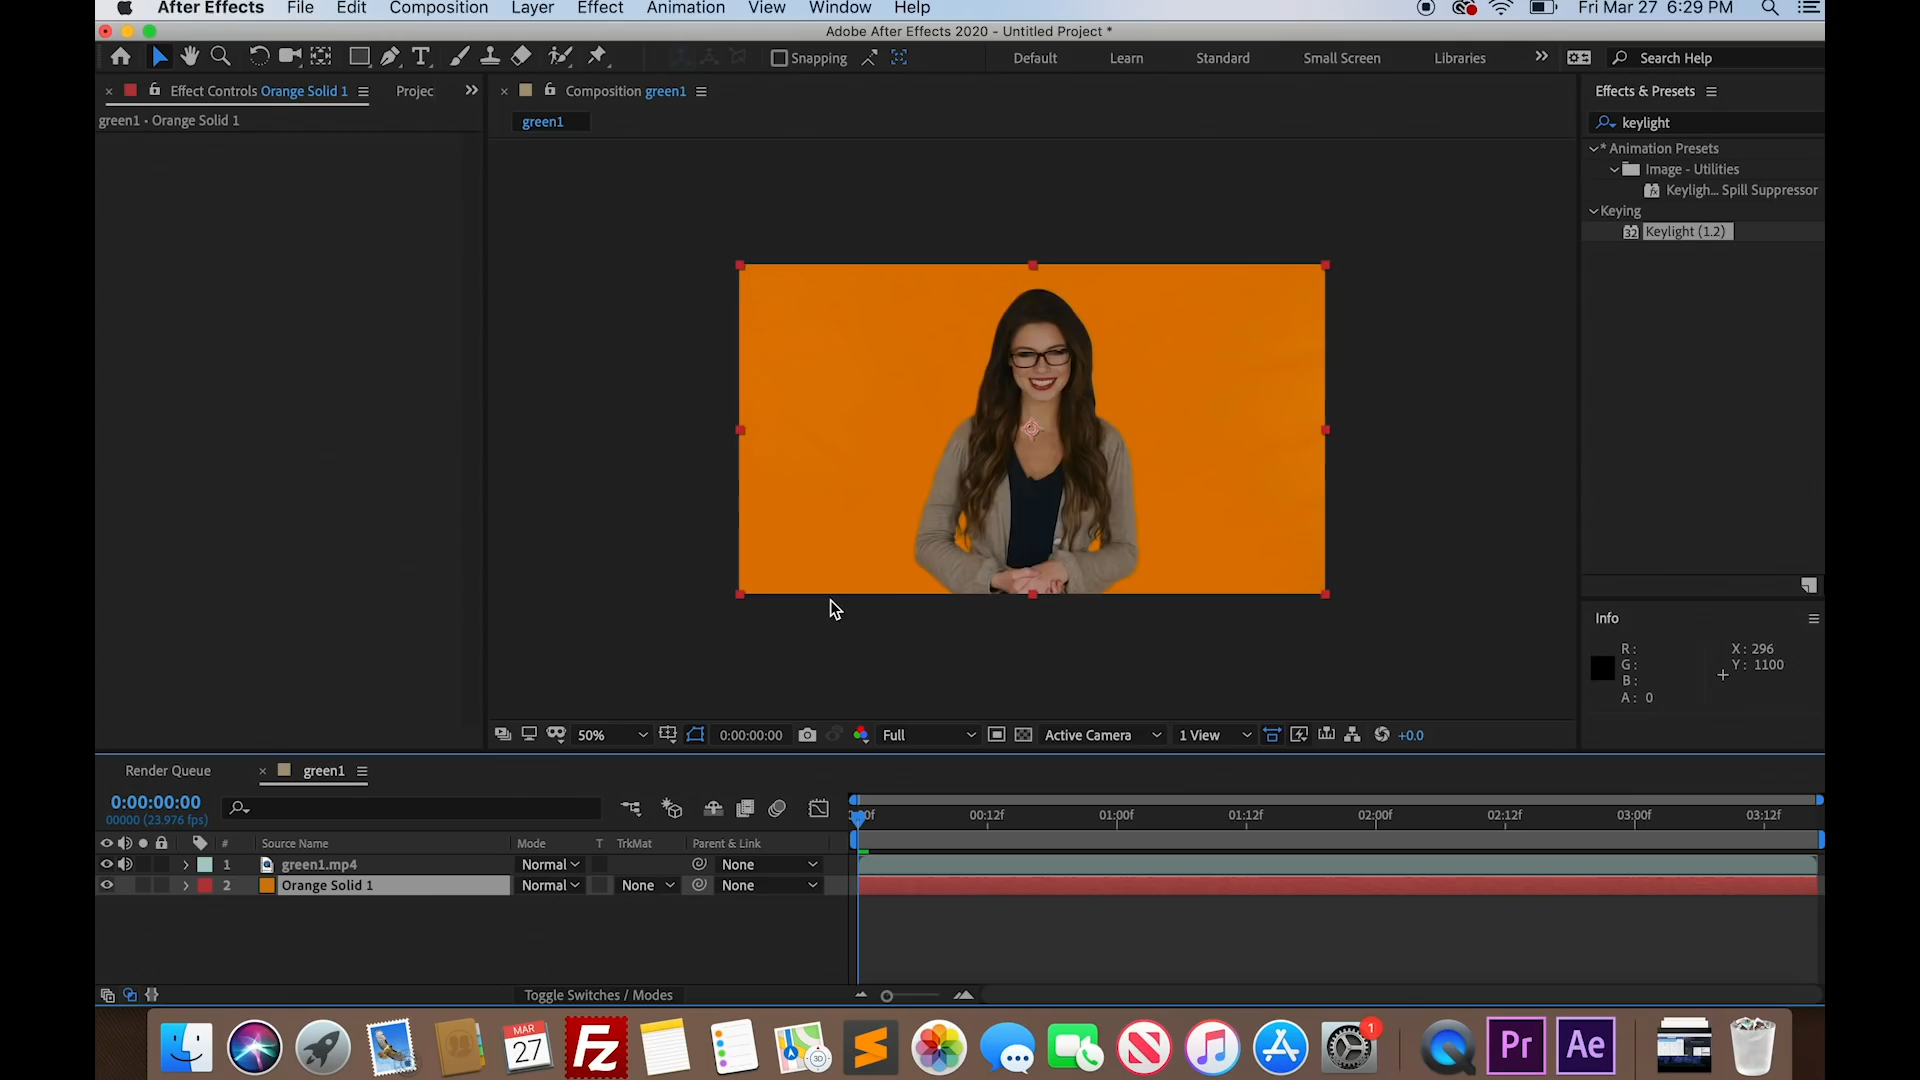 After Effects File Edit Composition Layer Effect Animation View Window Help Fri Mar 27 6:29 PM
Adobe After Effects 2020 - Untitled Project *
Snapping Default Learn Standard Small Screen Libraries Search Help
Effect Controls Orange Solid 1 Projec Composition green1 Effects & Presets
green1 • Orange Solid 1 green1 keylight
* Animation Presets
Image - Utilities
Keyligh... Spill Suppressor
Keying
32 Keylight (1.2)
Info
R: X: 296
G: Y: 1100
B:
A: 0
50% 0:00:00:00 Full Active Camera 1 View +0.0
Render Queue green1
0:00:00:00
00000 (23.976 fps)
00f 00:12f 01:00f 01:12f 02:00f 02:12f 03:00f 03:12f
# Source Name Mode T TrkMat Parent & Link
1 green1.mp4 Normal None
2 Orange Solid 1 Normal None None
Toggle Switches / Modes
MAR
27
Fz
3D
1
Pr
Ae